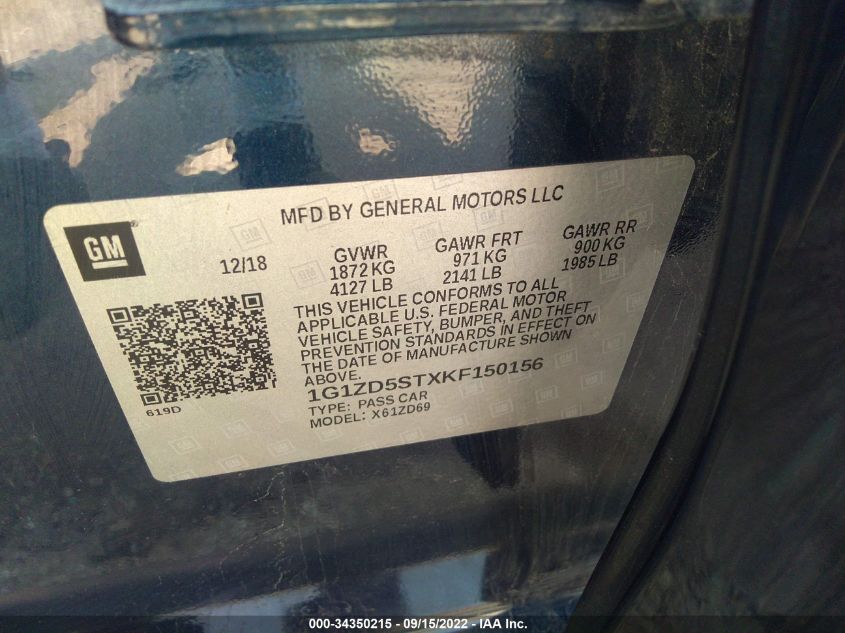 MFD BY GENERAL MOTORS LLC
GM
®
12/18
GVWR
1872 KG
4127 LB
GAWR FRT
971 KG
2141 LB
GAWR RR
900 KG
1985 LB
THIS VEHICLE CONFORMS TO ALL
APPLICABLE U.S. FEDERAL MOTOR
VEHICLE SAFETY, BUMPER, AND THEFT
PREVENTION STANDARDS IN EFFECT ON
THE DATE OF MANUFACTURE SHOWN
ABOVE.
1G1ZD5STXKF150156
TYPE: PASS CAR
MODEL: X61ZD69
619D
000-34350215 - 09/15/2022 - IAA Inc.